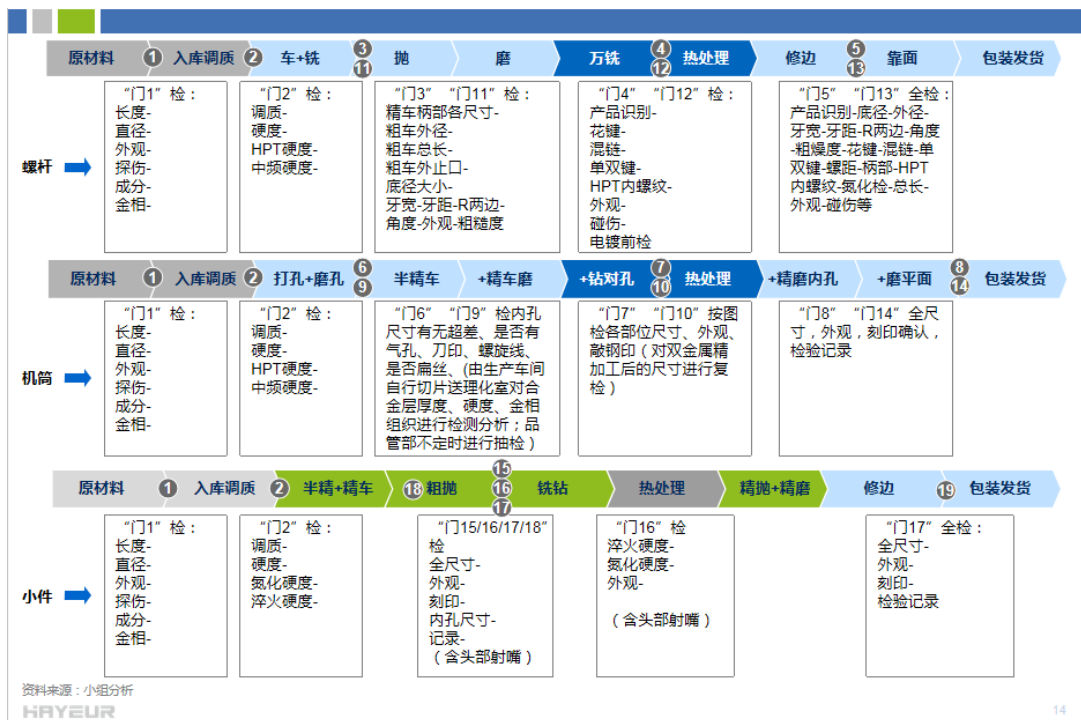 原材料 1 入库调质 2 车+铣 3 11 抛 磨 万铣 4 12 热处理 修边 5 13 靠面 包装发货
螺杆
“门1”检：
长度-
直径-
外观-
探伤-
成分-
金相-
“门2”检：
调质-
硬度-
HPT硬度-
中频硬度-
“门3”“门11”检：
精车柄部各尺寸-
粗车外径-
粗车总长-
粗车外止口-
底径大小-
牙宽-牙距-R两边-
角度-外观-粗糙度
“门4”“门12”检：
产品识别-
花键-
混链-
单双键-
HPT内螺纹-
外观-
碰伤-
电镀前检
“门5”“门13”全检：
产品识别-底径-外径-
牙宽-牙距-R两边-角度
-粗燥度-花键-混链-单
双键-螺距-柄部-HPT
内螺纹-氮化检-总长-
外观-碰伤等
原材料 1 入库调质 2 打孔+磨孔 6 9 半精车 +精车磨 +钻对孔 7 10 热处理 +精磨内孔 +磨平面 8 14 包装发货
机筒
“门1”检：
长度-
直径-
外观-
探伤-
成分-
金相-
“门2”检：
调质-
硬度-
HPT硬度-
中频硬度-
“门6”“门9”检内孔
尺寸有无超差、是否有
气孔、刀印、螺旋线、
是否扁丝、(由生产车间
自行切片送理化室对合
金层厚度、硬度、金相
组织进行检测分析；品
管部不定时进行抽检）
“门7”“门10”按图
检各部位尺寸、外观、
敲钢印（对双金属精
加工后的尺寸进行复
检）
“门8”“门14”全尺
寸，外观，刻印确认，
检验记录
原材料 1 入库调质 2 半精+精车 18 粗抛 15 16 17 铣钻 热处理 精抛+精磨 修边 19 包装发货
小件
“门1”检：
长度-
直径-
外观-
探伤-
成分-
金相-
“门2”检：
调质-
硬度-
氮化硬度-
淬火硬度-
“门15/16/17/18”
检
全尺寸-
外观-
刻印-
内孔尺寸-
记录-
（含头部射嘴）
“门16”检
淬火硬度-
氮化硬度-
外观-
（含头部射嘴）
“门17”全检：
全尺寸-
外观-
刻印-
检验记录
资料来源：小组分析
HAYEUR
14